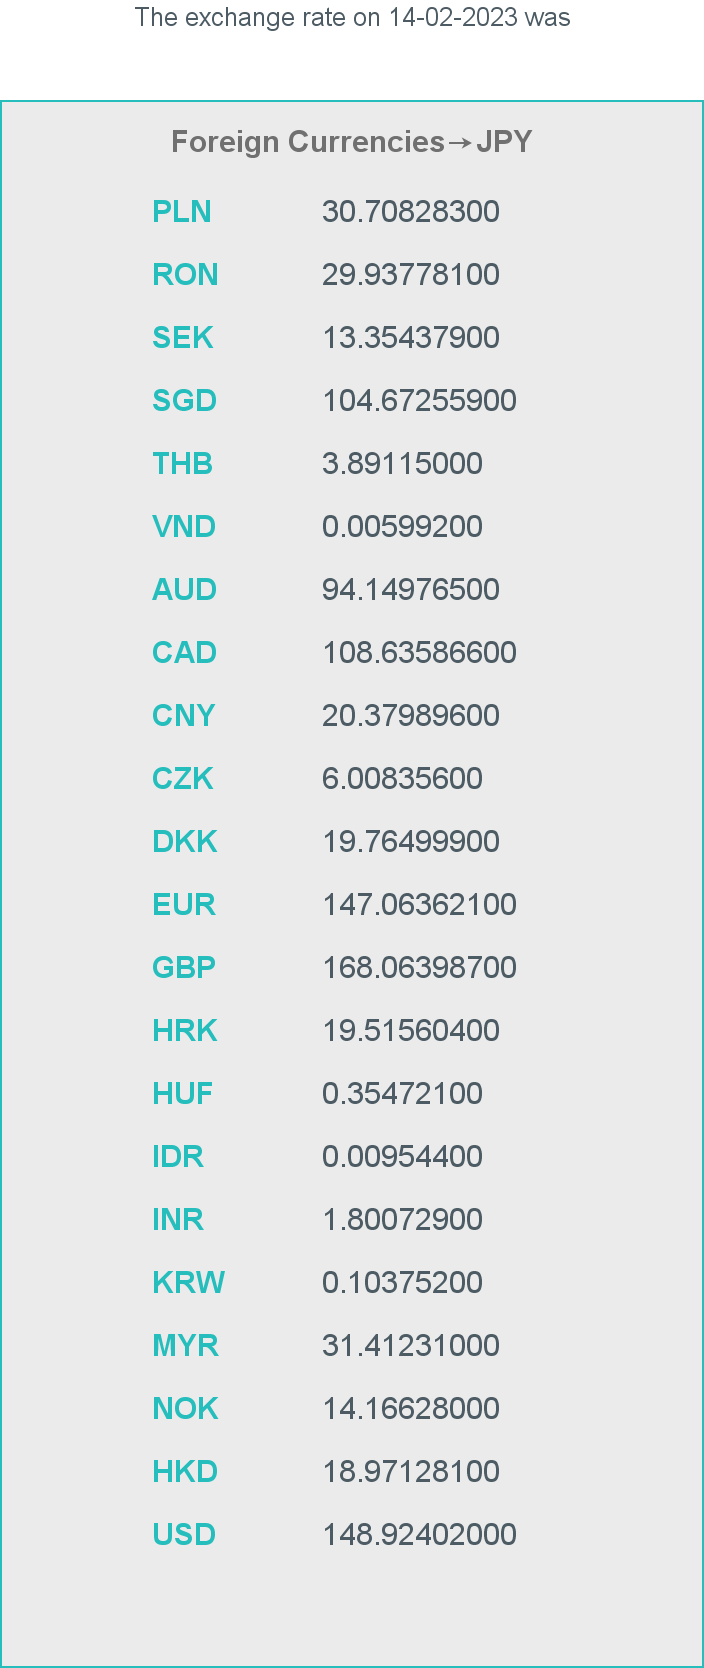 The exchange rate on 14-02-2023 was
Foreign Currencies→JPY
PLN 30.70828300
RON 29.93778100
SEK 13.35437900
SGD 104.67255900
THB 3.89115000
VND 0.00599200
AUD 94.14976500
CAD 108.63586600
CNY 20.37989600
CZK 6.00835600
DKK 19.76499900
EUR 147.06362100
GBP 168.06398700
HRK 19.51560400
HUF 0.35472100
IDR 0.00954400
INR 1.80072900
KRW 0.10375200
MYR 31.41231000
NOK 14.16628000
HKD 18.97128100
USD 148.92402000